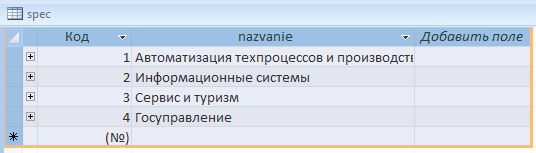 spec
Код nazvanie Добавить поле
1 Автоматизация техпроцессов и производств
2 Информационные системы
3 Сервис и туризм
4 Госуправление
(№)